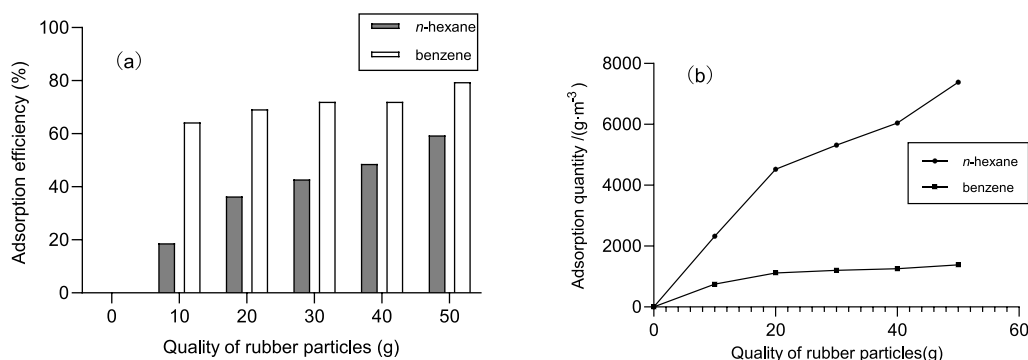 (a)
n-hexane
benzene
Adsorption efficiency (%)
100
80
60
40
20
0
0 10 20 30 40 50
Quality of rubber particles (g)
(b)
n-hexane
benzene
Adsorption quantity /(g·m⁻³)
8000
6000
4000
2000
0
0 20 40 60
Quality of rubber particles(g)